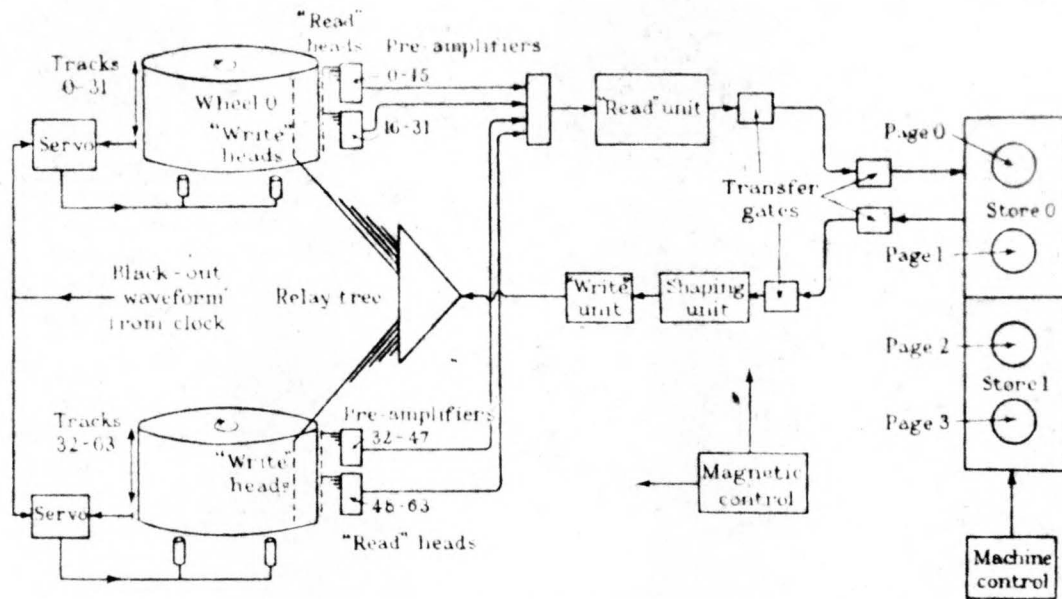 "Read"
heads
Pre-amplifiers
0-15
16-31
Tracks
0-31
Wheel 0
"Write"
heads
Servo
"Read" unit
Transfer
gates
Page 0
Store 0
Page 1
Black-out
waveform
from clock
Relay tree
"Write"
unit
Shaping
unit
Page 2
Store 1
Page 3
Tracks
32-63
Pre-amplifiers
32-47
"Write"
heads
48-63
Servo
"Read" heads
Magnetic
control
Machine
control